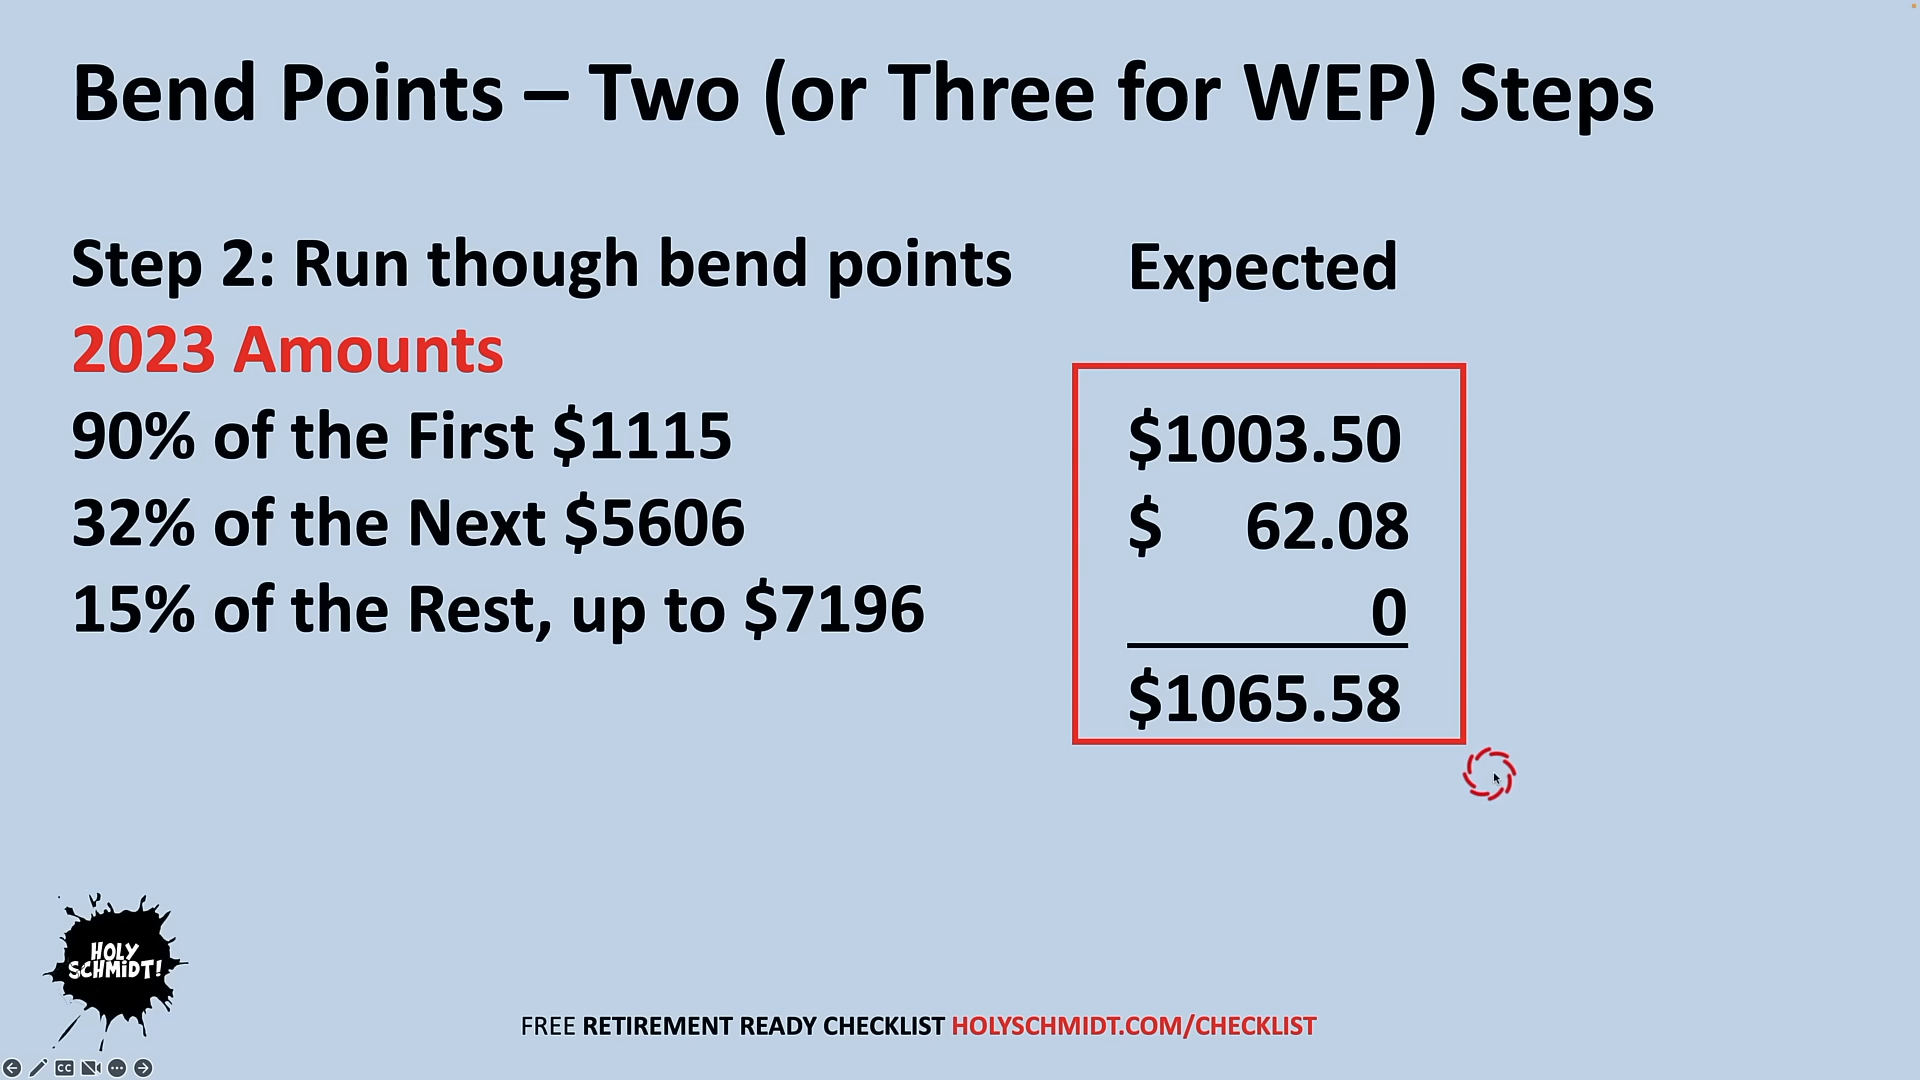 Bend Points – Two (or Three for WEP) Steps
Step 2: Run though bend points
2023 Amounts
90% of the First $1115
32% of the Next $5606
15% of the Rest, up to $7196
Expected
$1003.50
$ 62.08
0
$1065.58
HOLY
SCHMiDT!
FREE RETIREMENT READY CHECKLIST HOLYSCHMIDT.COM/CHECKLIST
CC